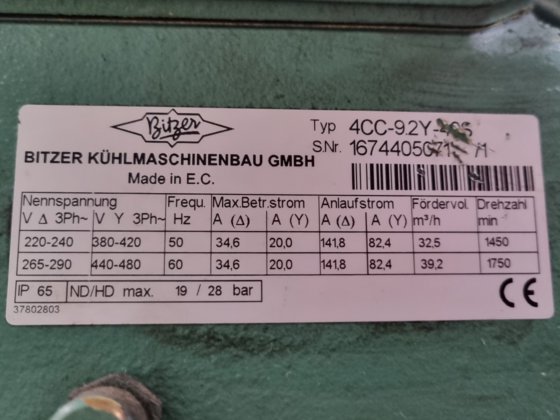 Bitzer
BITZER KÜHLMASCHINENBAU GMBH
Made in E.C.
Typ 4CC-9.2Y-
S.Nr.
Nennspannung Frequ. Max.Betr.strom Anlaufstrom Fördervol. Drehzahl
V Δ 3Ph~ V Y 3Ph~ Hz A (Δ) A (Y) A (Δ) A (Y) m³/h min⁻
220-240 380-420 50 34,6 20,0 141,8 82,4 32,5 1450
265-290 440-480 60 34,6 20,0 141,8 82,4 39,2 1750
IP 65 ND/HD max. 19 / 28 bar
CE
37802803